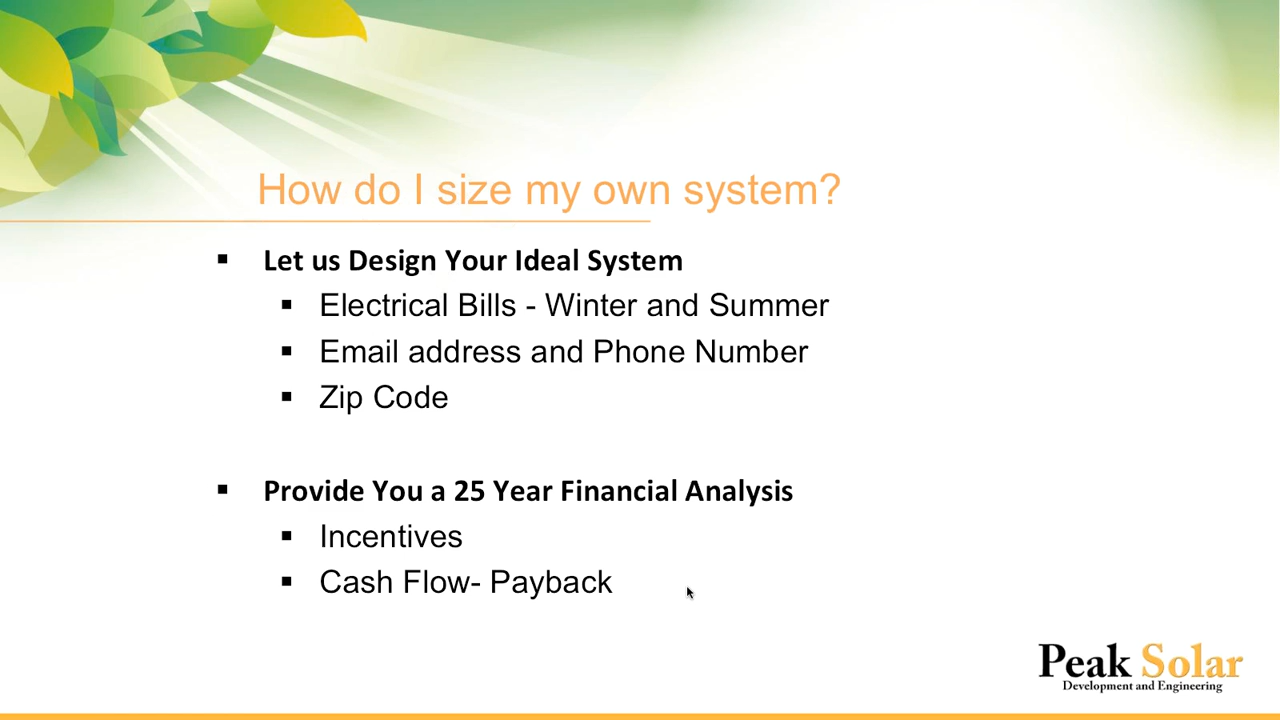 How do I size my own system?
▪ Let us Design Your Ideal System
▪ Electrical Bills - Winter and Summer
▪ Email address and Phone Number
▪ Zip Code
▪ Provide You a 25 Year Financial Analysis
▪ Incentives
▪ Cash Flow- Payback
Peak Solar
Development and Engineering